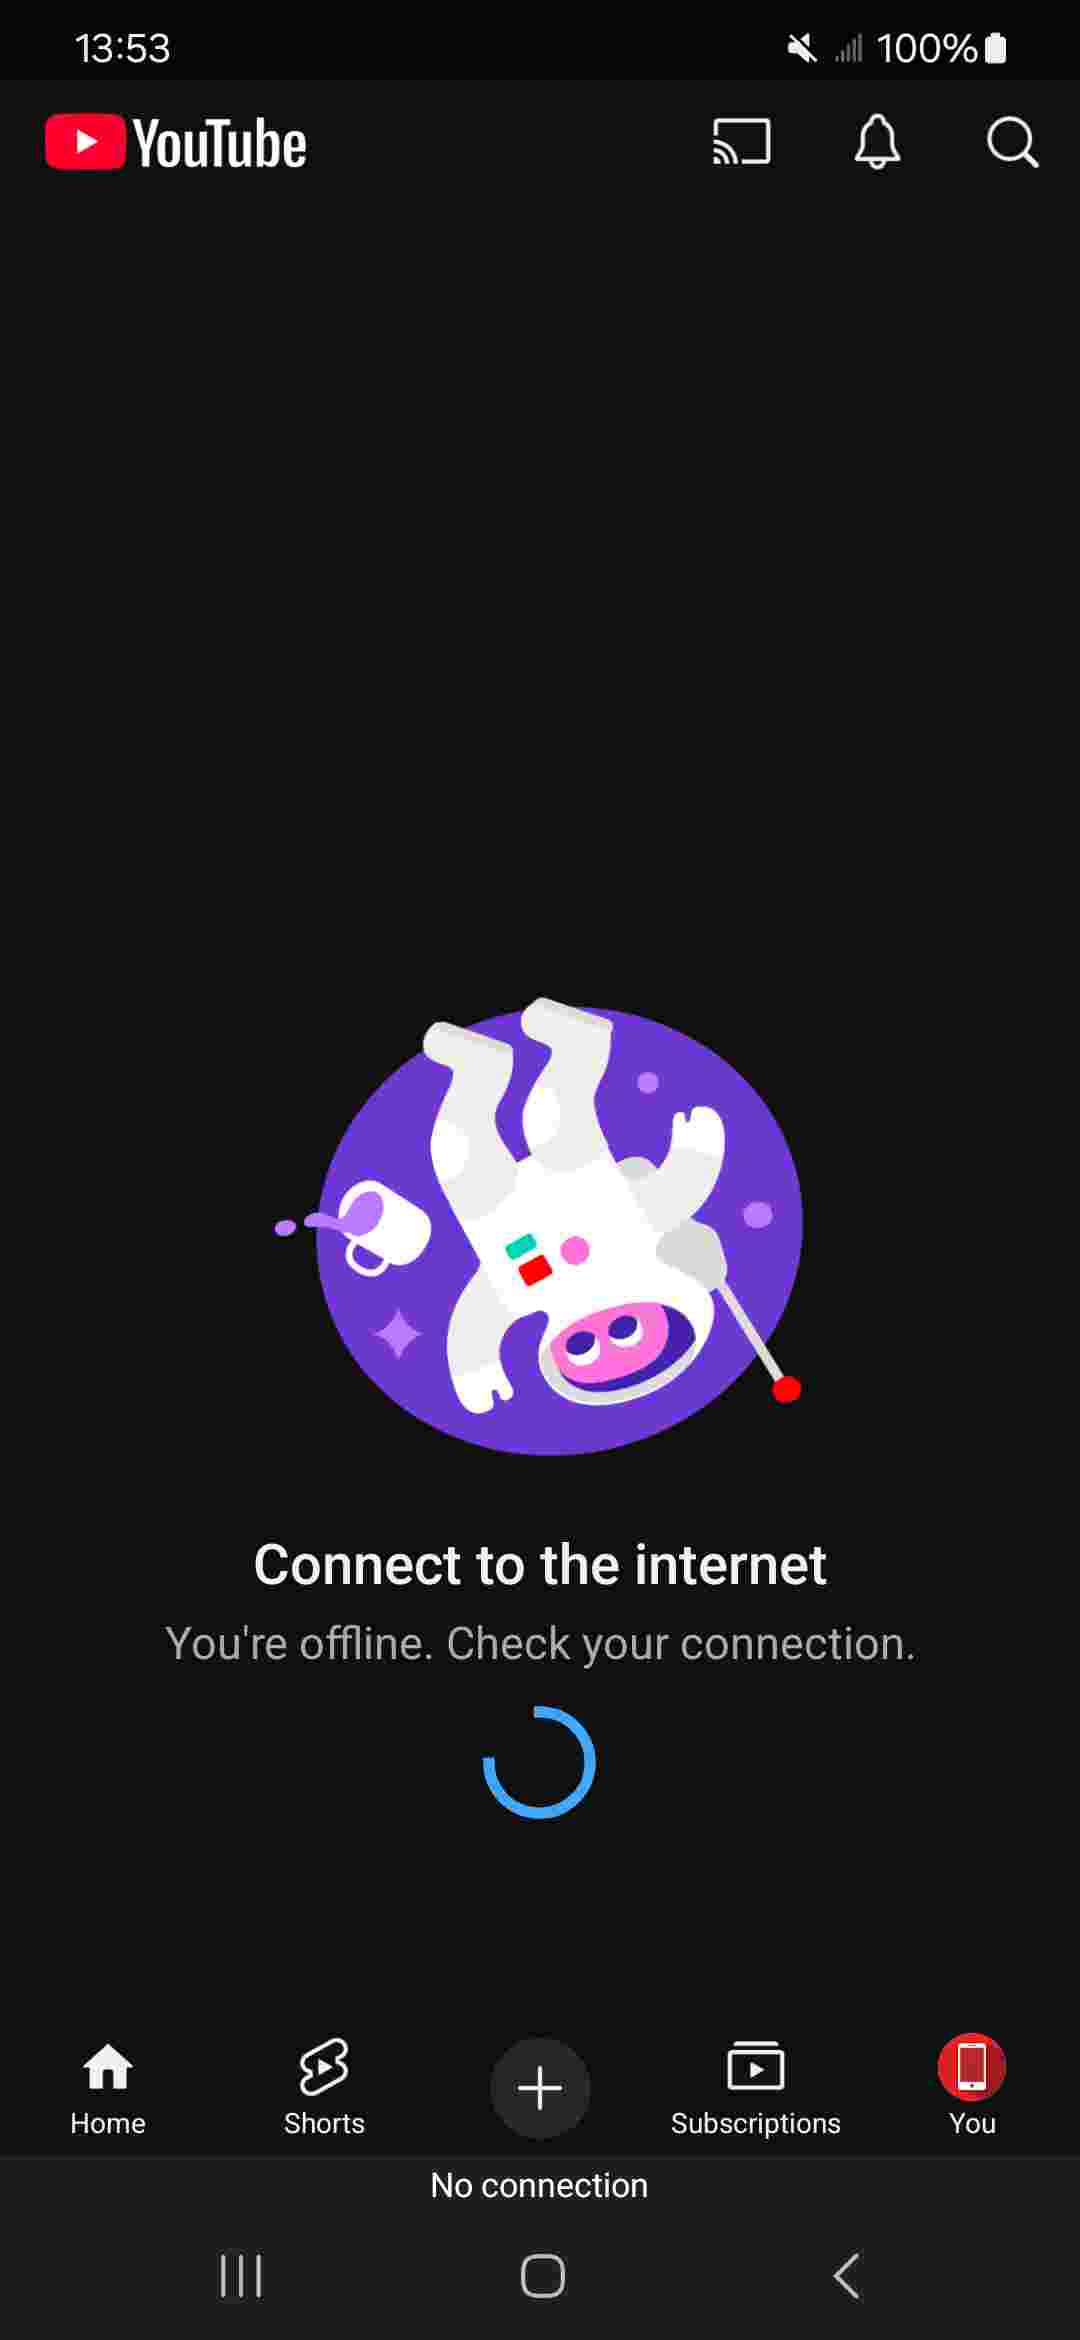 13:53
100%
YouTube
Connect to the internet
You're offline. Check your connection.
Home
Shorts
Subscriptions
You
No connection